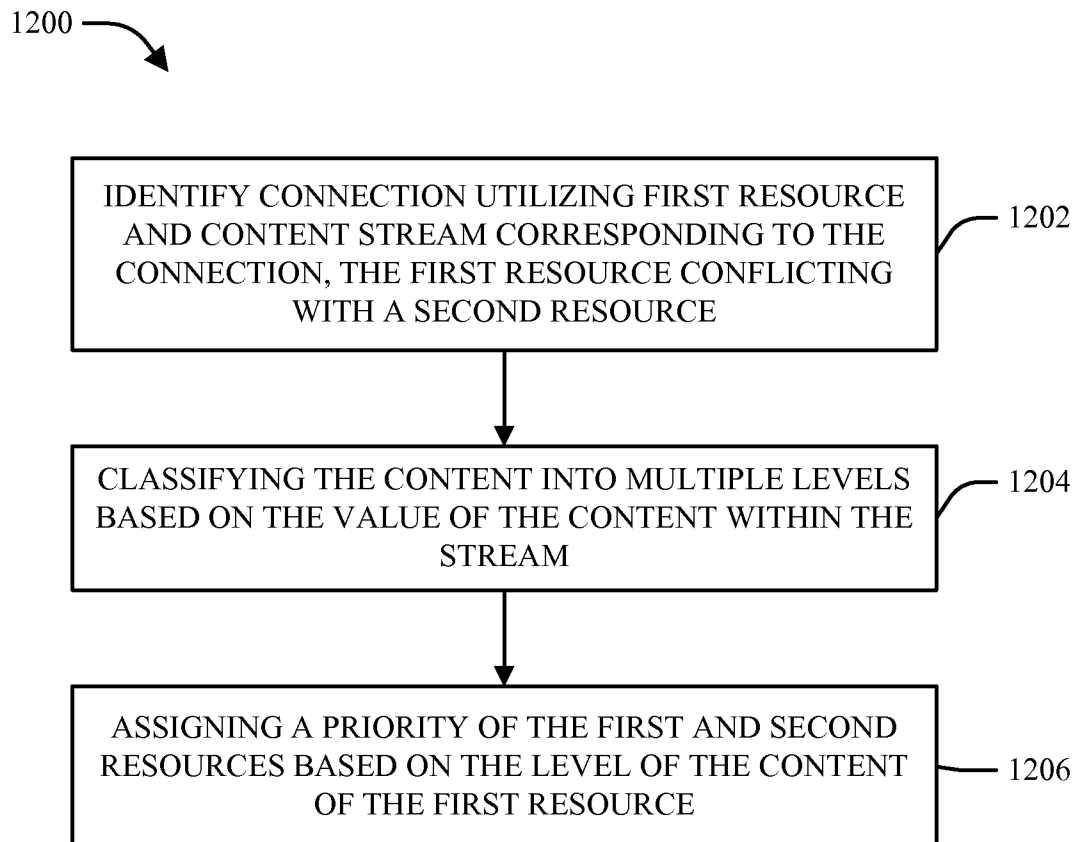 1200
IDENTIFY CONNECTION UTILIZING FIRST RESOURCE
AND CONTENT STREAM CORRESPONDING TO THE
CONNECTION, THE FIRST RESOURCE CONFLICTING
WITH A SECOND RESOURCE
1202
CLASSIFYING THE CONTENT INTO MULTIPLE LEVELS
BASED ON THE VALUE OF THE CONTENT WITHIN THE
STREAM
1204
ASSIGNING A PRIORITY OF THE FIRST AND SECOND
RESOURCES BASED ON THE LEVEL OF THE CONTENT
OF THE FIRST RESOURCE
1206